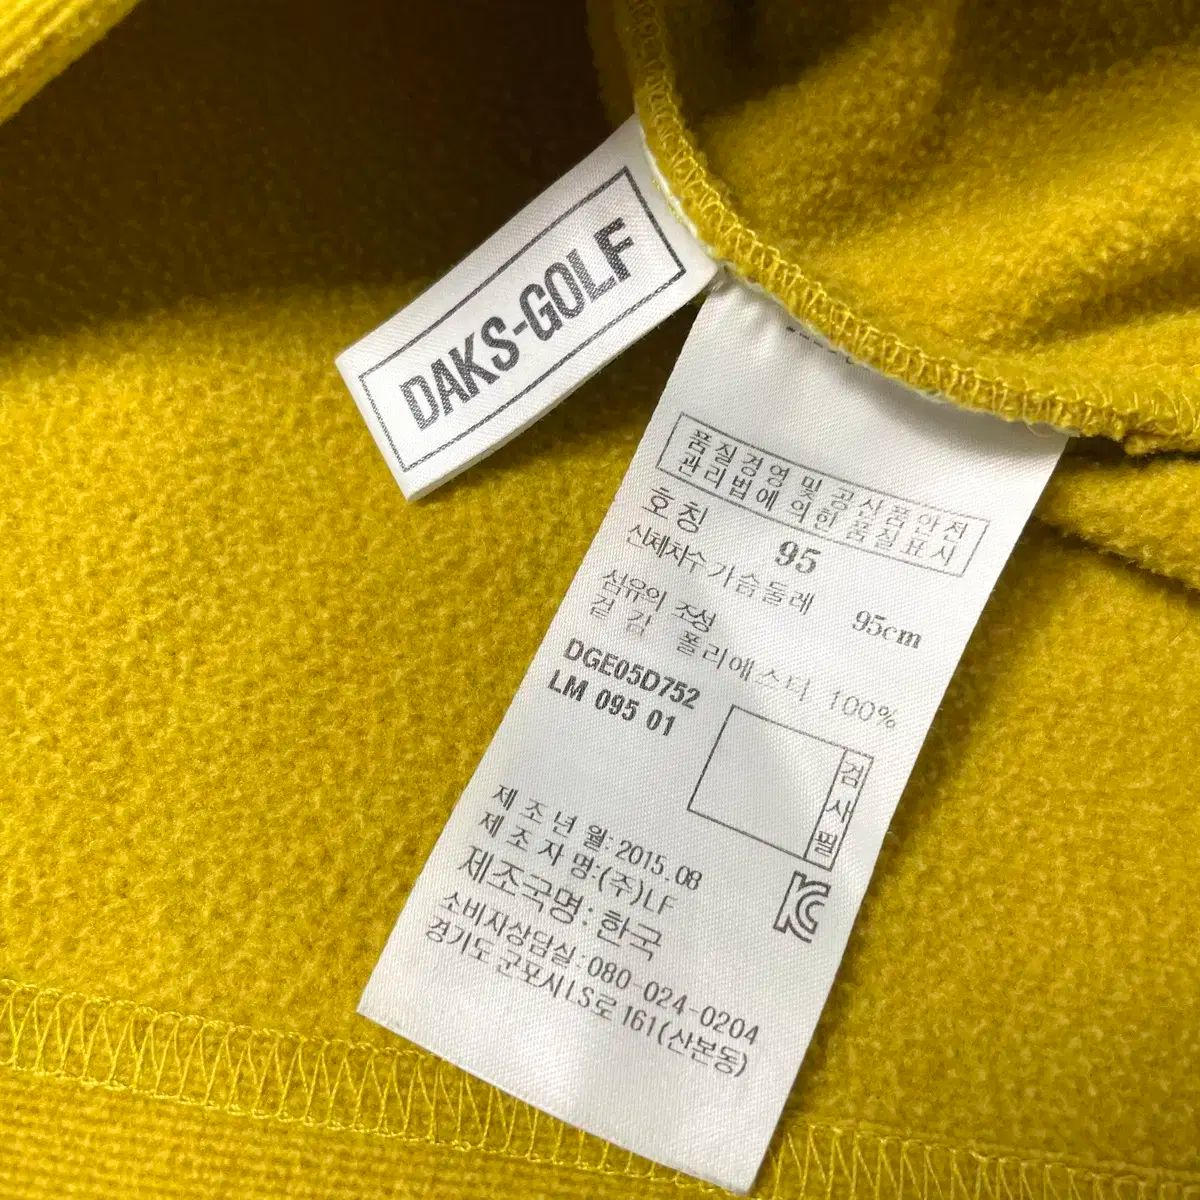 DAKS-GOLF
품질경영 및 공산품안전
관리법에 의한 품질표시
호칭 95
신체치수 가슴둘레 95cm
섬유의 조성
겉감 폴리에스터 100%
DGE05D752
LM 095 01
검사필
제조년월:2015.08
제조자명:(주)LF
제조국명:한국
소비자상담실:080-024-0204
경기도 군포시 LS로 161(산본동)